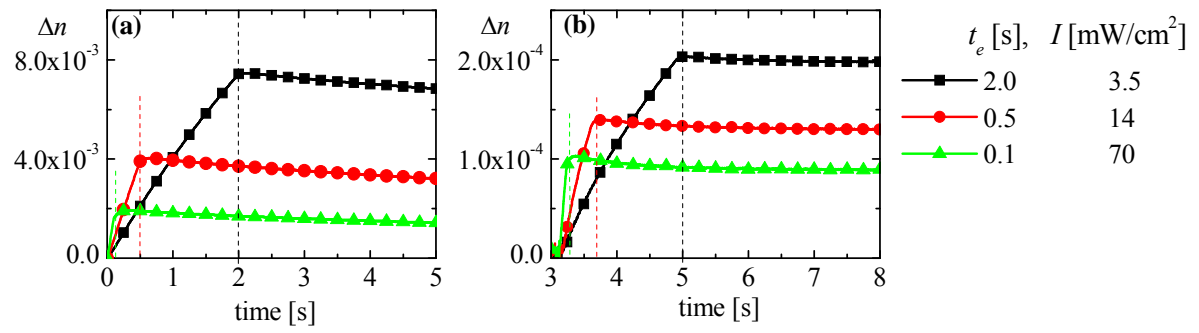 Δn (a)
8.0x10⁻³
4.0x10⁻³
0.0
0 1 2 3 4 5
time [s]
Δn (b)
2.0x10⁻⁴
1.0x10⁻⁴
0.0
3 4 5 6 7 8
time [s]
tₑ [s], I [mW/cm²]
2.0 3.5
0.5 14
0.1 70